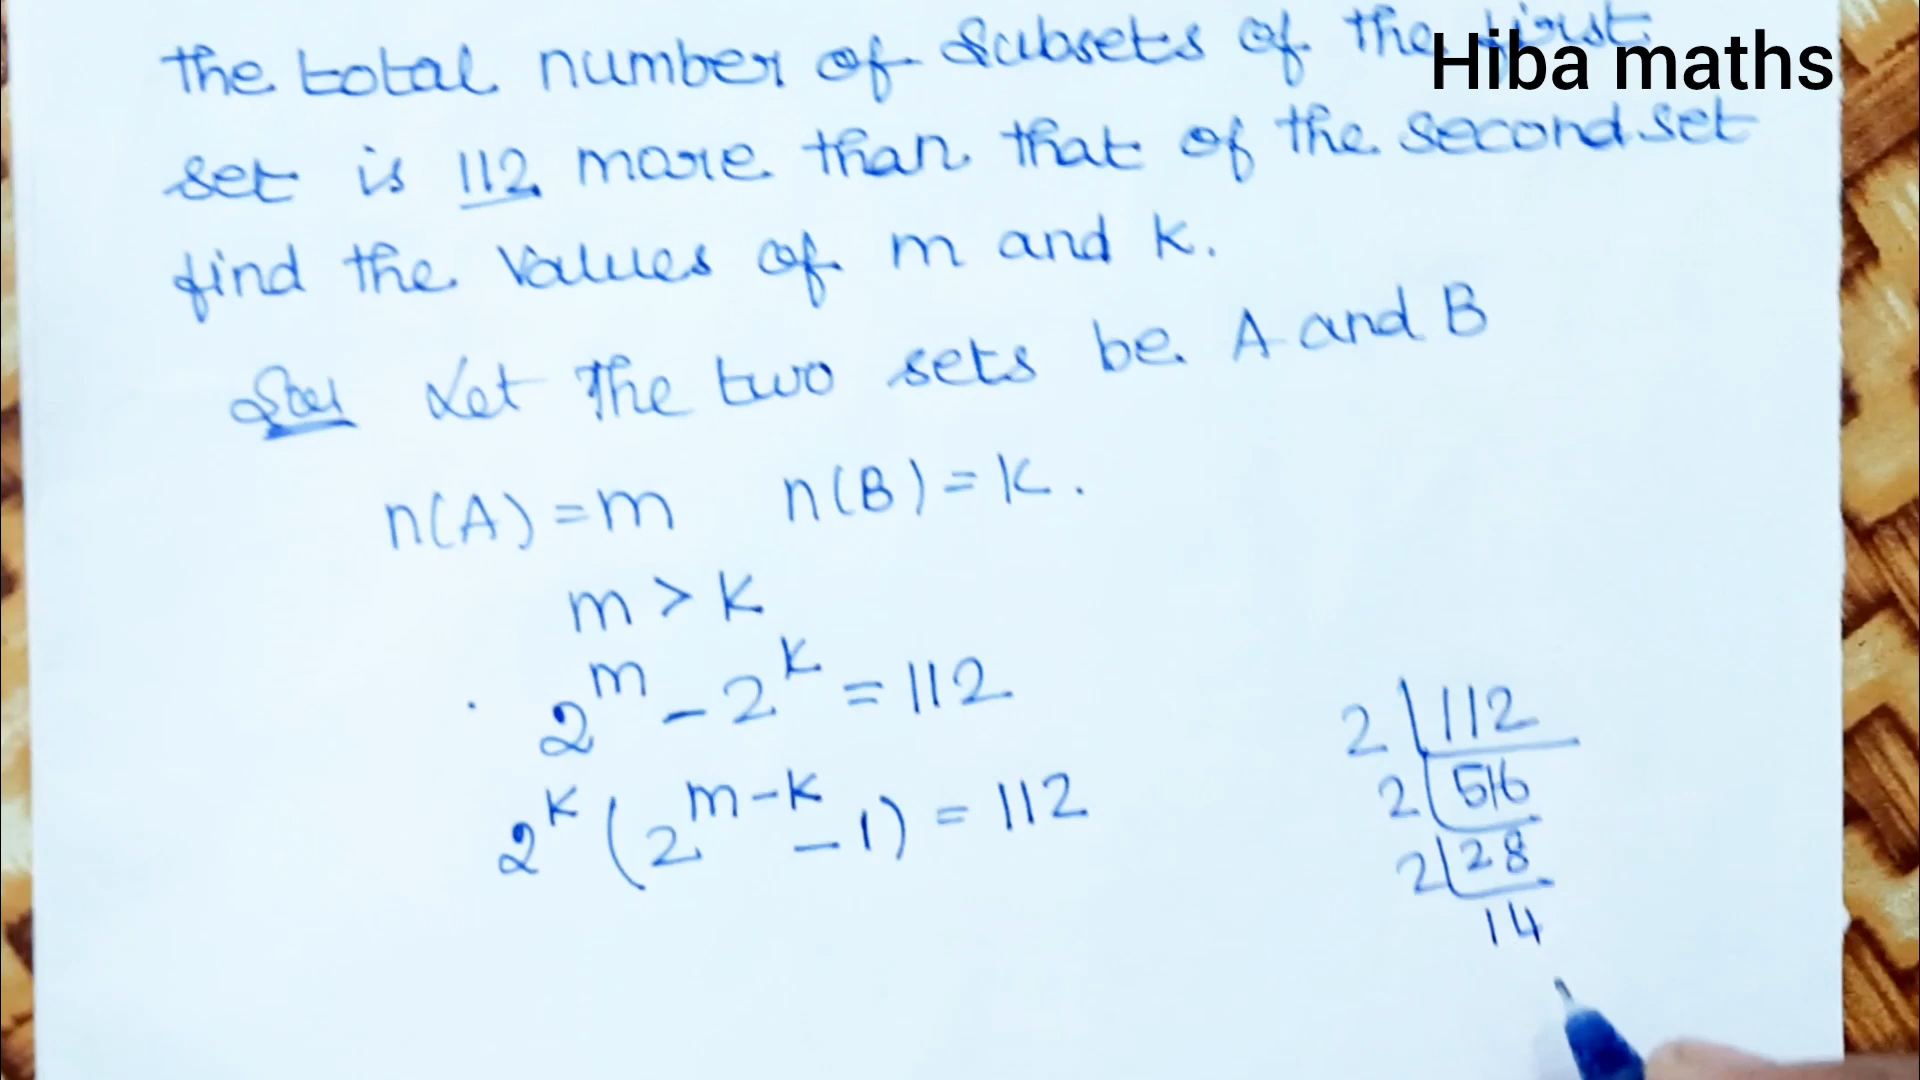 the total number of subsets of the first
Hiba maths
set is 112 more than that of the second set
find the values of m and k.
Sol Let The two sets be A and B
n(A) = m n(B) = k.
m > k
2^m - 2^k = 112
2^k (2^{m-k} - 1) = 112
2 | 112
2 | 56
2 | 28
14